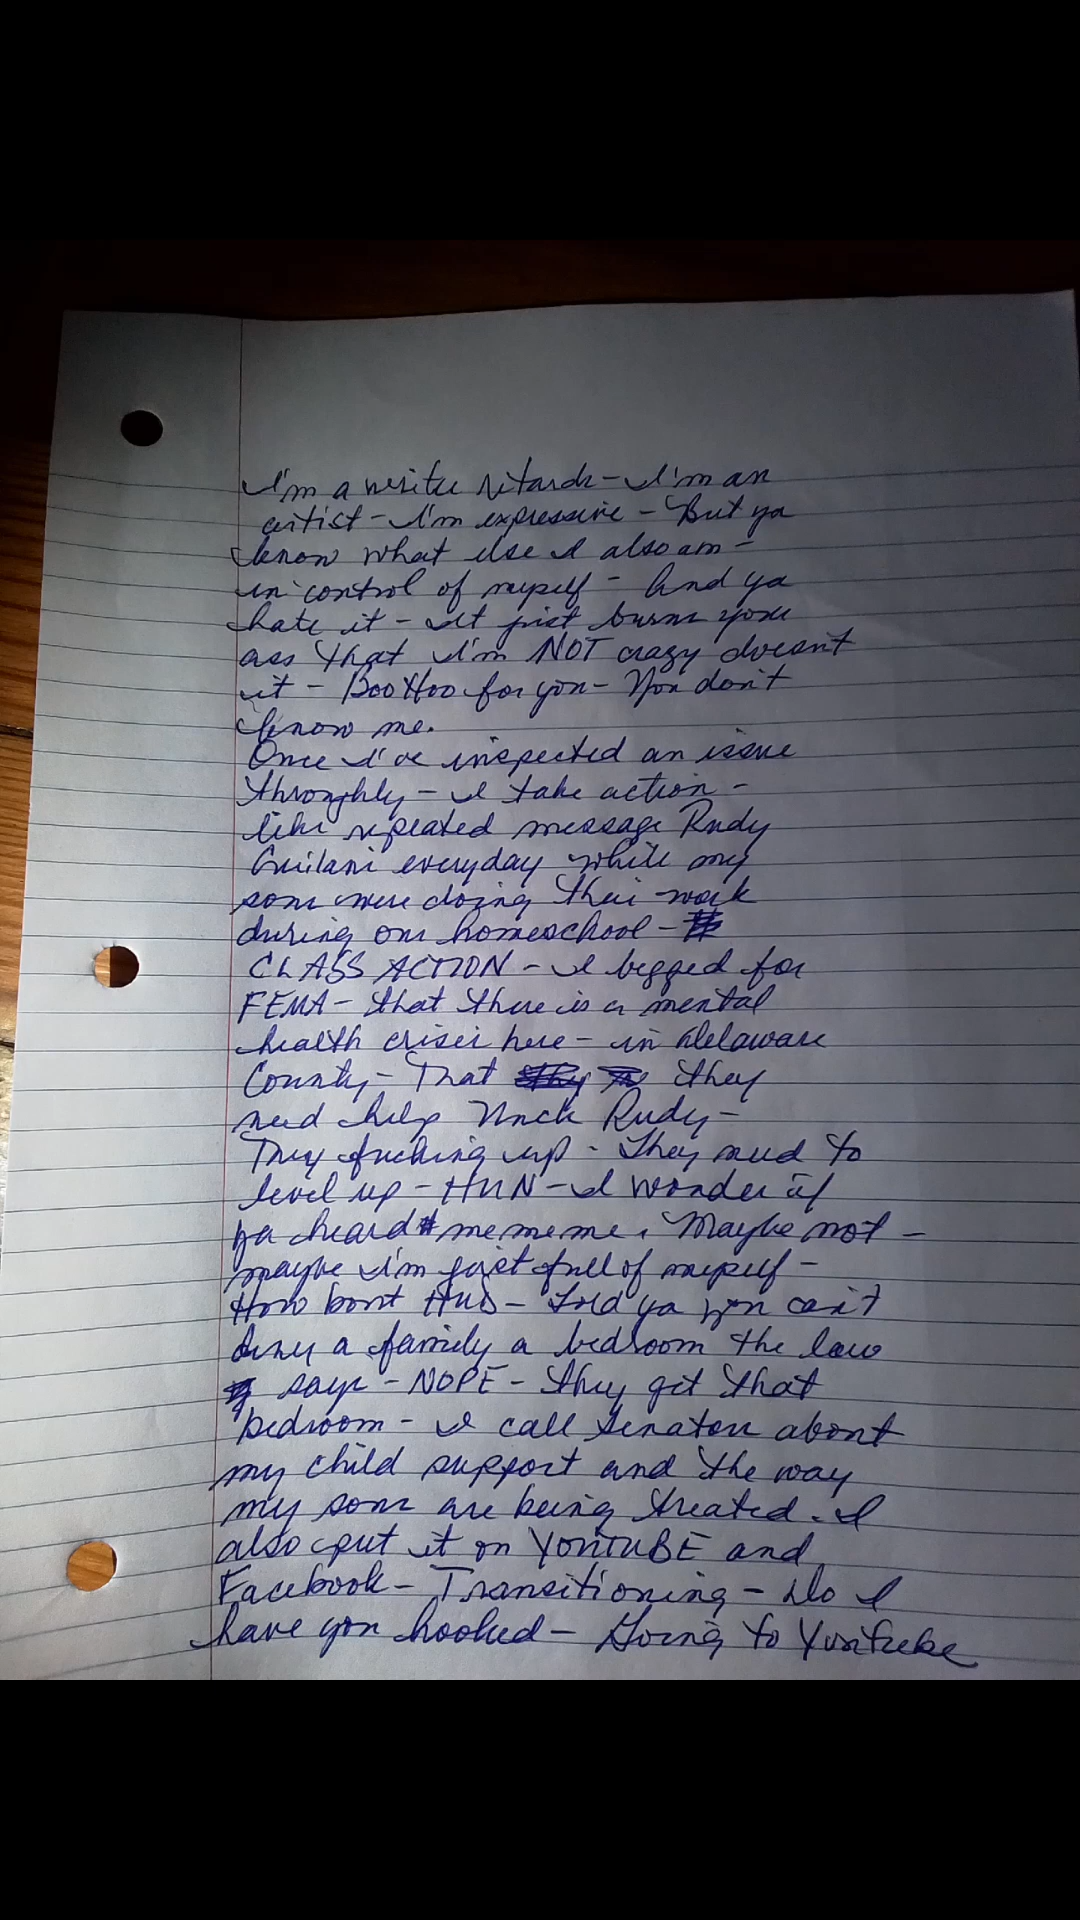 I'm a writer retards - I'm an
artist - I'm expressive - But ya
know what else I also am -
in control of myself - And ya
hate it - It just burns your
ass that I'm NOT crazy doesn't
it - Boo Hoo for you - You don't
know me.
Once I've inspected an issue
throughly - I take action -
like repeated message Rudy
Guilani everyday while my
sons were doing their work
during our homeschool -
CLASS ACTION - I begged for
FEMA - that there is a mental
health crises here - in Delaware
County - That they
need help Uncle Rudy -
They fucking up - They need to
level up - HUN - I wonder if
ya heard me me me. Maybe not -
maybe I'm just full of myself -
How bout HUD - Told ya you can't
deny a family a bedroom the law
says - NOPE - they get that
bedroom - I call Senators about
my child support and the way
my sons are being treated. I
also put it on YOUTUBE and
Facebook - Transitioning - Do I
have you hooked - Going to Youtube